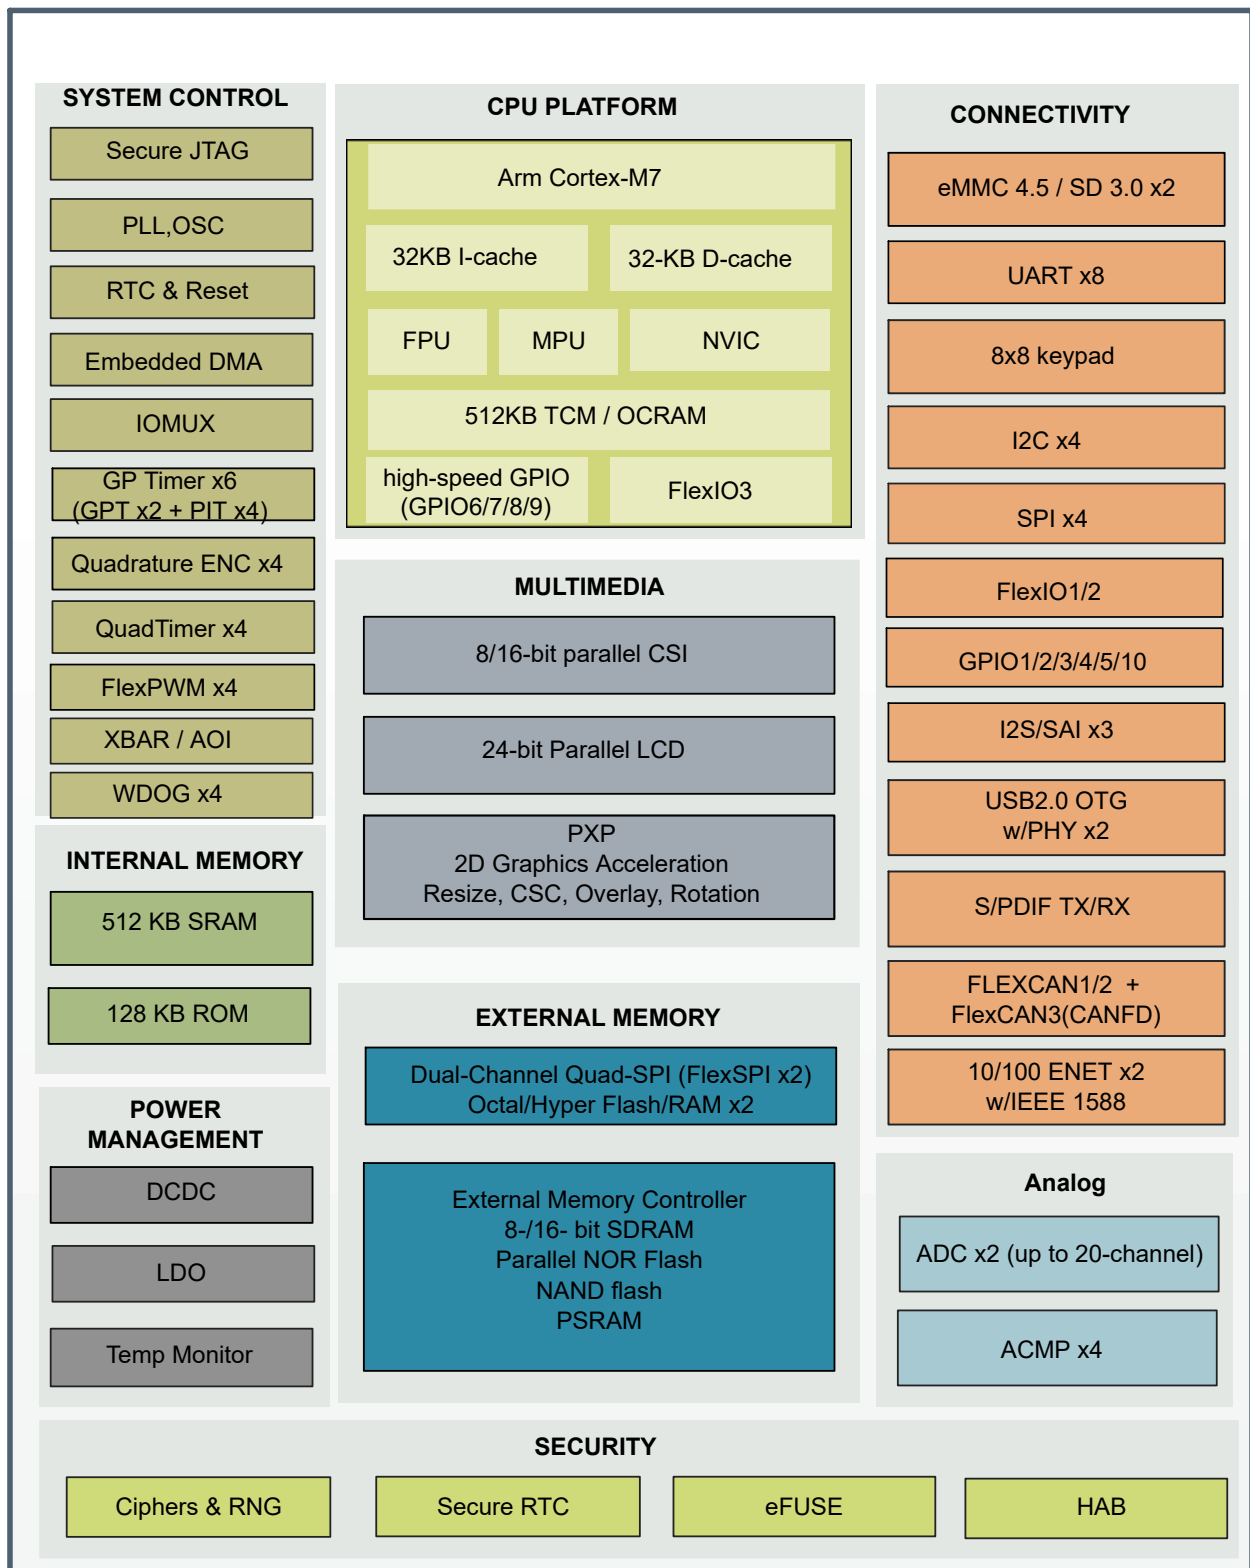 SYSTEM CONTROL
Secure JTAG
PLL,OSC
RTC & Reset
Embedded DMA
IOMUX
GP Timer x6
(GPT x2 + PIT x4)
Quadrature ENC x4
QuadTimer x4
FlexPWM x4
XBAR / AOI
WDOG x4
INTERNAL MEMORY
512 KB SRAM
128 KB ROM
POWER
MANAGEMENT
DCDC
LDO
Temp Monitor
CPU PLATFORM
Arm Cortex-M7
32KB I-cache
32-KB D-cache
FPU
MPU
NVIC
512KB TCM / OCRAM
high-speed GPIO
(GPIO6/7/8/9)
FlexIO3
MULTIMEDIA
8/16-bit parallel CSI
24-bit Parallel LCD
PXP
2D Graphics Acceleration
Resize, CSC, Overlay, Rotation
EXTERNAL MEMORY
Dual-Channel Quad-SPI (FlexSPI x2)
Octal/Hyper Flash/RAM x2
External Memory Controller
8-/16- bit SDRAM
Parallel NOR Flash
NAND flash
PSRAM
CONNECTIVITY
eMMC 4.5 / SD 3.0 x2
UART x8
8x8 keypad
I2C x4
SPI x4
FlexIO1/2
GPIO1/2/3/4/5/10
I2S/SAI x3
USB2.0 OTG
w/PHY x2
S/PDIF TX/RX
FLEXCAN1/2 +
FlexCAN3(CANFD)
10/100 ENET x2
w/IEEE 1588
Analog
ADC x2 (up to 20-channel)
ACMP x4
SECURITY
Ciphers & RNG
Secure RTC
eFUSE
HAB